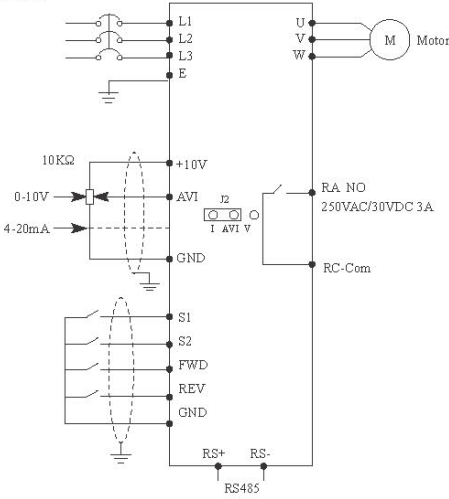 L1
L2
L3
E
U
V
W
M
Motor
10KΩ
+10V
0-10V
AVI
4-20mA
GND
J2
I AVI V
RA NO
250VAC/30VDC 3A
RC-Com
S1
S2
FWD
REV
GND
RS+ RS-
RS485